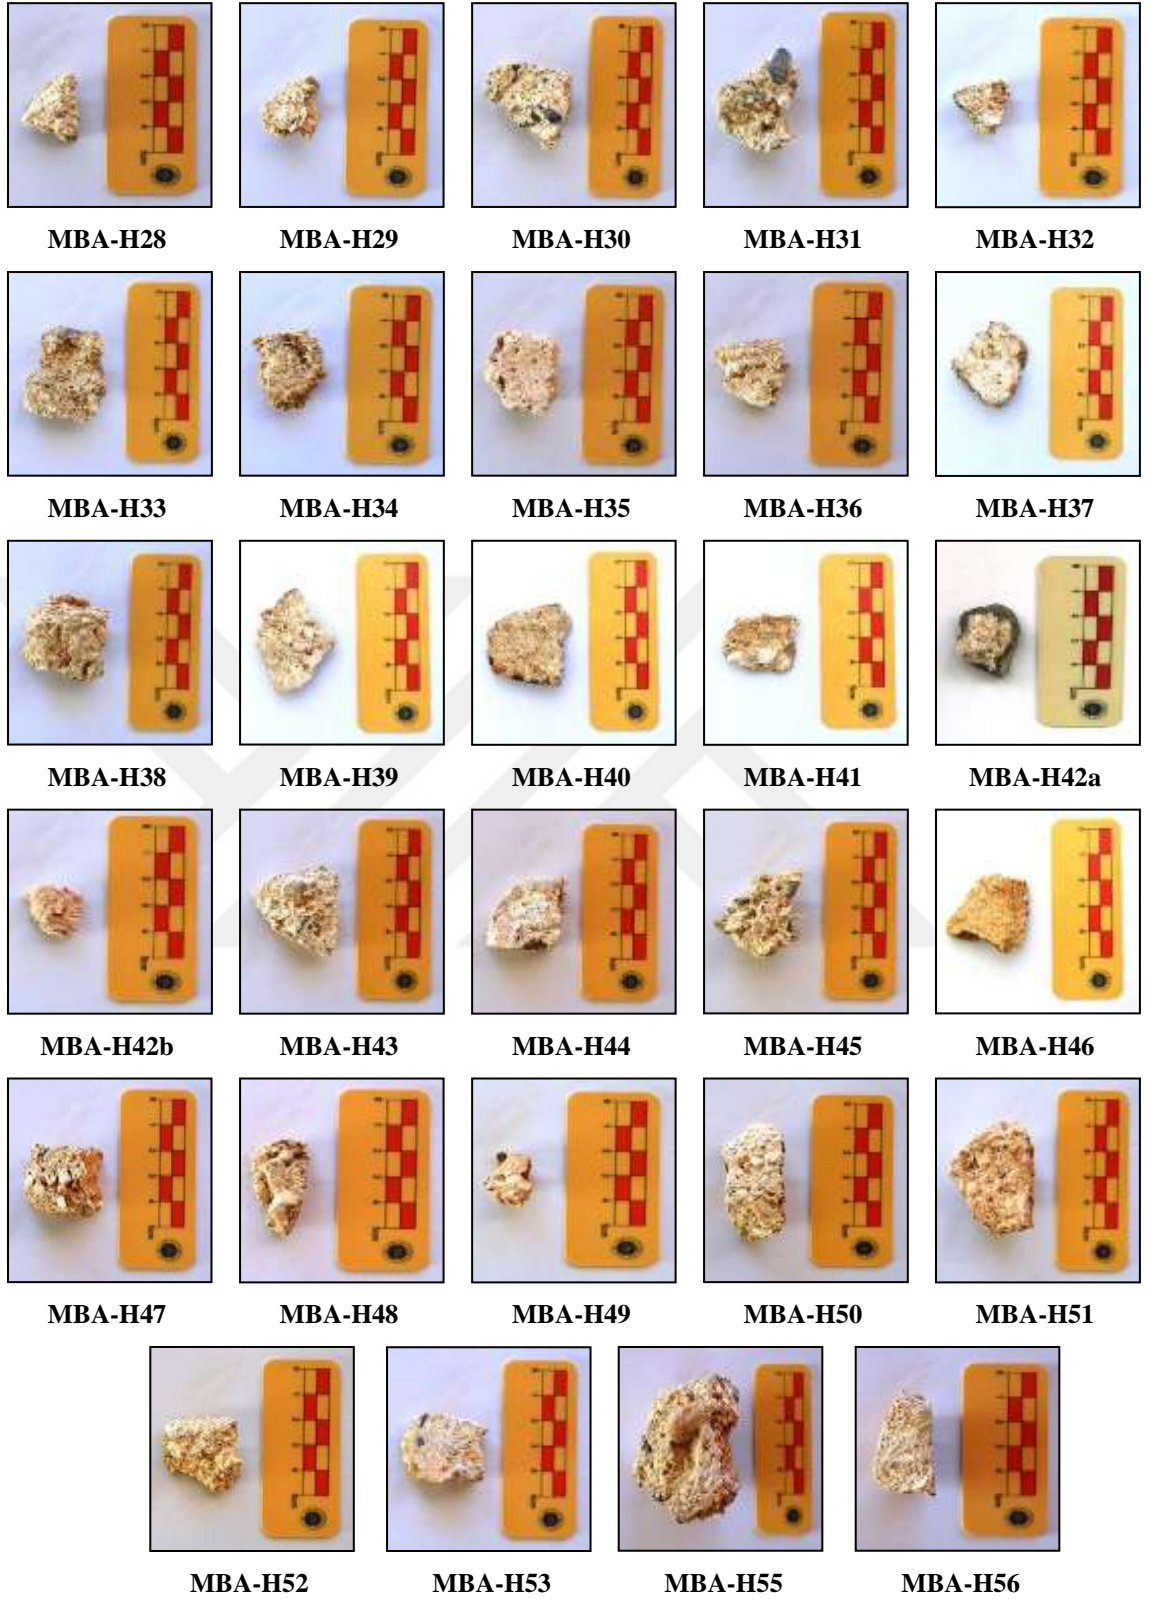 MBA-H28 MBA-H29 MBA-H30 MBA-H31 MBA-H32
MBA-H33 MBA-H34 MBA-H35 MBA-H36 MBA-H37
MBA-H38 MBA-H39 MBA-H40 MBA-H41 MBA-H42a
MBA-H42b MBA-H43 MBA-H44 MBA-H45 MBA-H46
MBA-H47 MBA-H48 MBA-H49 MBA-H50 MBA-H51
MBA-H52 MBA-H53 MBA-H55 MBA-H56